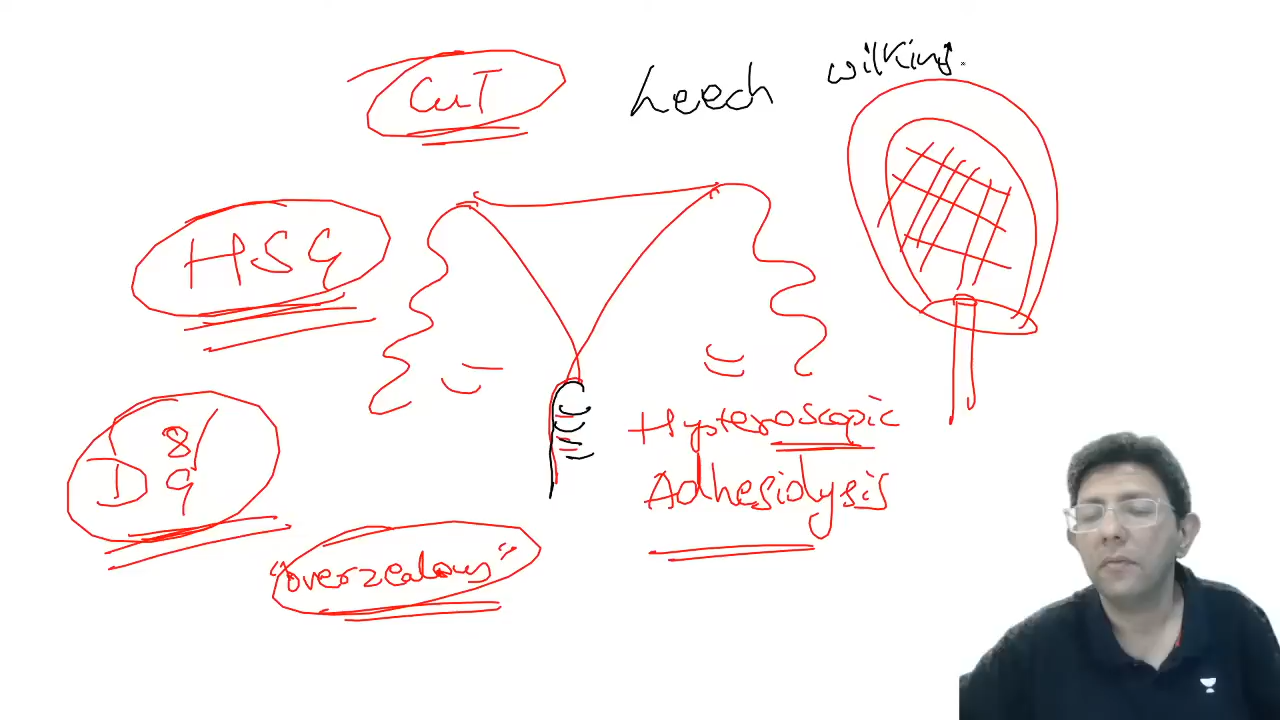 CuT
Leech wilkins
HSG
D 8/9
Hysteroscopic
Adhesiolysis
"overzealous"